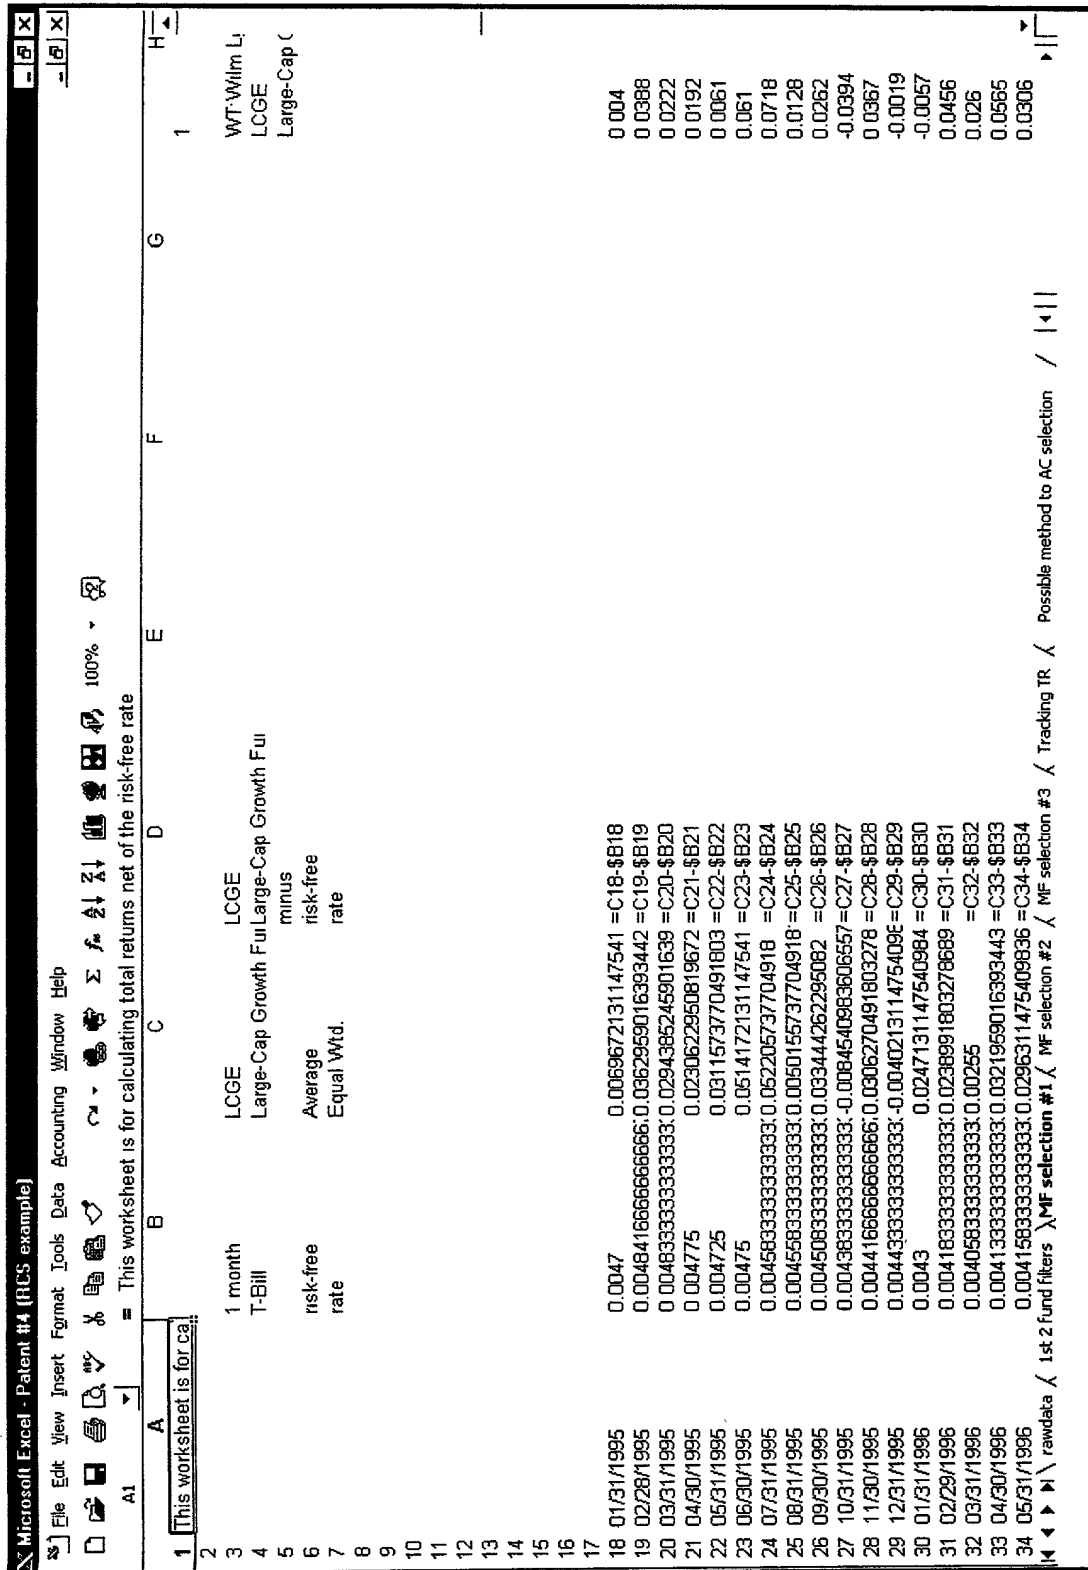 Microsoft Excel - Patent #4 (RCS example)
File Edit View Insert Format Tools Data Accounting Window Help
100%
A1 = This worksheet is for calculating total returns net of the risk-free rate
A B C D E F G H
1 This worksheet is for cal 1
2
3 1 month LCGE LCGE WT:Wilm L
4 T-Bill Large-Cap Growth Fui Large-Cap Growth Fui LCGE
5 minus Large-Cap (
6 risk-free Average risk-free
7 rate Equal Wtd. rate
8
9
10
11
12
13
14
15
16
17
18 01/31/1995 0.0047 0.0069672131147541 =C18-$B18 0.004
19 02/28/1995 0.00484166666666 0.0362959016393442 =C19-$B19 0.0388
20 03/31/1995 0.00483333333333 0.0294385245901639 =C20-$B20 0.0222
21 04/30/1995 0.004775 0.0230622950819672 =C21-$B21 0.0192
22 05/31/1995 0.004725 0.0311573770491803 =C22-$B22 0.0061
23 06/30/1995 0.00475 0.0514172131147541 =C23-$B23 0.061
24 07/31/1995 0.00458333333333 0.052205737704918 =C24-$B24 0.0718
25 08/31/1995 0.00455833333333 0.0050155737704918 =C25-$B25 0.0128
26 09/30/1995 0.00450833333333 0.033444262295082 =C26-$B26 0.0262
27 10/31/1995 0.00438333333333 -0.0084540983606557 =C27-$B27 -0.0394
28 11/30/1995 0.00441666666666 0.0306270491803278 =C28-$B28 0.0367
29 12/31/1995 0.00443333333333 -0.0040213114754098 =C29-$B29 -0.0019
30 01/31/1996 0.0043 0.0247131147540984 =C30-$B30 -0.0057
31 02/29/1996 0.00418333333333 0.0238991803278689 =C31-$B31 0.0456
32 03/31/1996 0.00405833333333 0.00255 =C32-$B32 0.026
33 04/30/1996 0.00413333333333 0.0321959016393443 =C33-$B33 0.0565
34 05/31/1996 0.00415833333333 0.0296311475409836 =C34-$B34 0.0306
rawdata / 1st 2 fund filters \ MF selection #1 / MF selection #2 / MF selection #3 / Tracking TR / Possible method to AC selection /